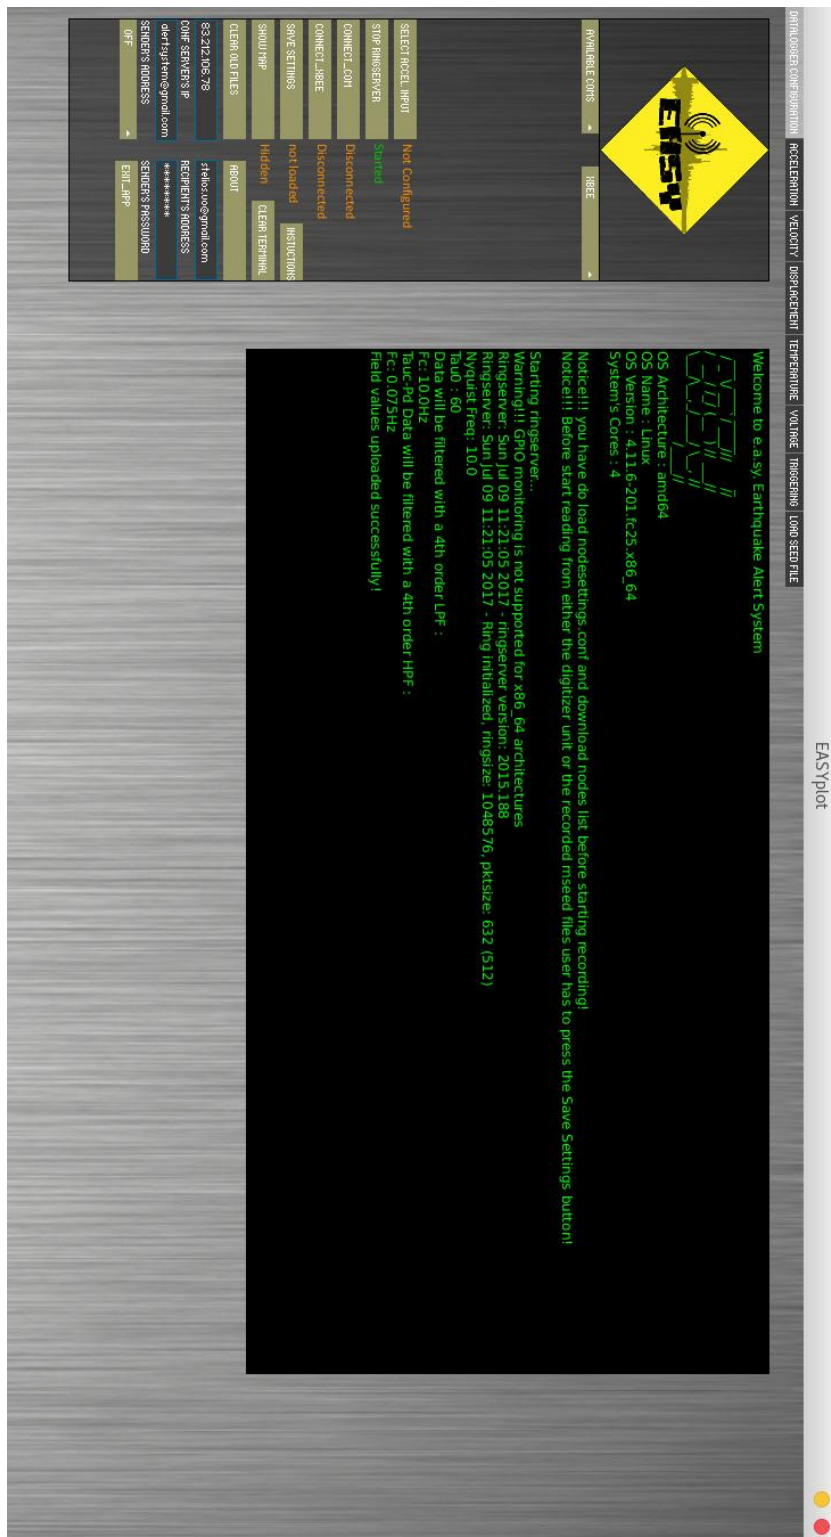 EASYplot
DATALOGGER CONFIGURATION
ACCELERATION
VELOCITY
DISPLACEMENT
TEMPERATURE
VOLTAGE
TRIGGERING
LOAD SEED FILE
EASY
AVAILABLE COMS
XBEE
SELECT ACCEL INPUT
Not Configured
STOP RINGSERVER
Started
CONNECT_COM
Disconnected
CONNECT_XBEE
Disconnected
SAVE SETTINGS
not loaded
INSTUCTIONS
SHOW MAP
Hidden
CLEAR TERMINAL
CLEAR OLD FILES
ABOUT
83.212.106.78
stelios.vo@gmail.com
CONF SERVER'S IP
RECIPIENT'S ADDRESS
alertsystem@gmail.com
********
SENDER'S ADDRESS
SENDER'S PASSWORD
OFF
EXIT_APP
Welcome to e.a.sy. Earthquake Alert System
easy
OS Architecture : amd64
OS Name : Linux
OS Version : 4.11.6-201.fc25.x86_64
System's Cores : 4
Notice!!! you have do load nodesettings.conf and download nodes list before starting recording!
Notice!!! Before start reading from either the digitizer unit or the recorded mseed files user has to press the Save Settings button!
Starting ringserver...
Warning!!! GPIO monitoring is not supported for x86_64 architectures
Ringserver: Sun Jul 09 11:21:05 2017 - ringserver version: 2015.188
Ringserver: Sun Jul 09 11:21:05 2017 - Ring initialized, ringsize: 1048576, pktsize: 632 (512)
Nyquist Freq: 10.0
Tau0 : 60
Data will be filtered with a 4th order LPF :
Fc: 10.0Hz
Tauc-Pd Data will be filtered with a 4th order HPF :
Fc: 0.075Hz
Field values uploaded successfully!